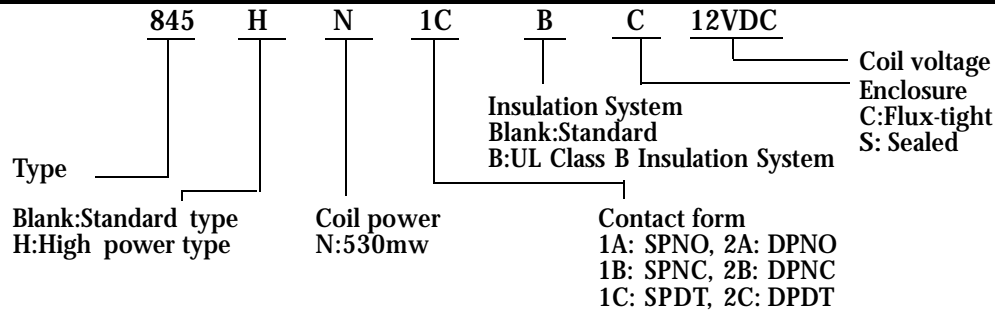 845 H N 1C B C 12VDC
Coil voltage
Enclosure
C:Flux-tight
S: Sealed
Insulation System
Blank:Standard
B:UL Class B Insulation System
Type
Blank:Standard type
H:High power type
Coil power
N:530mw
Contact form
1A: SPNO, 2A: DPNO
1B: SPNC, 2B: DPNC
1C: SPDT, 2C: DPDT